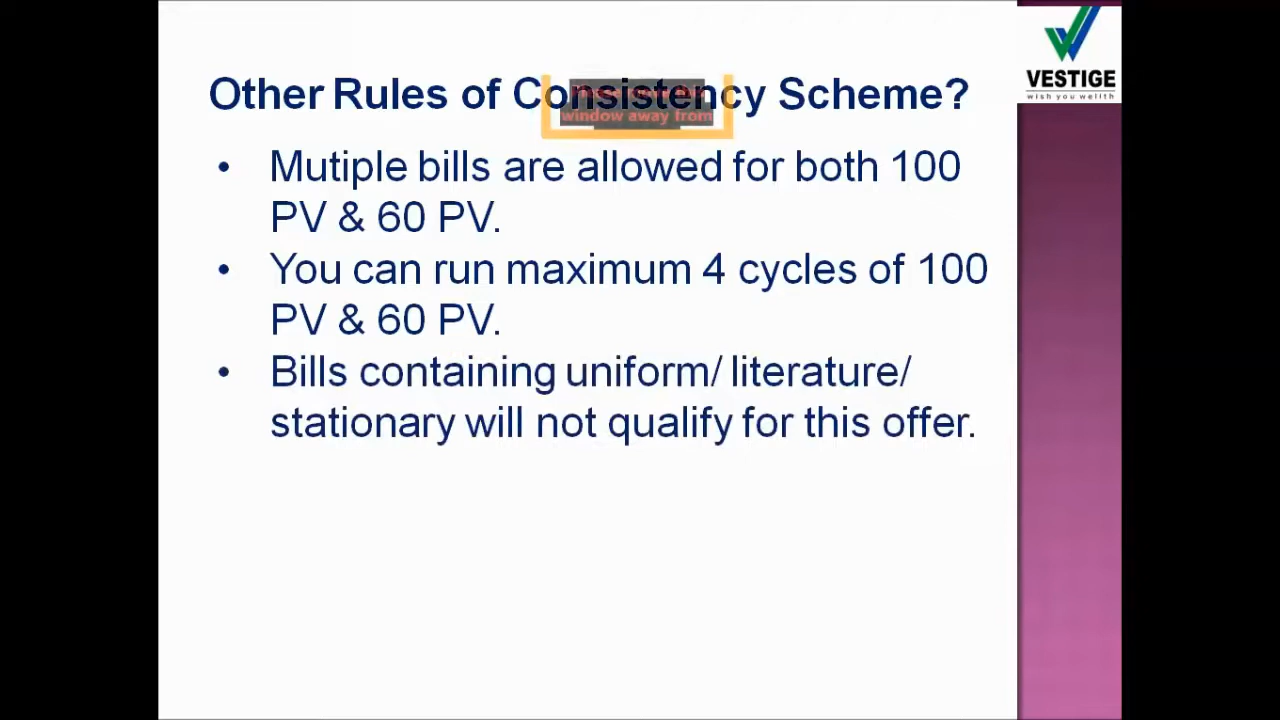 VESTIGE
wish you wellth
Other Rules of Consistency Scheme?
window away from
• Mutiple bills are allowed for both 100
PV & 60 PV.
• You can run maximum 4 cycles of 100
PV & 60 PV.
• Bills containing uniform/ literature/
stationary will not qualify for this offer.